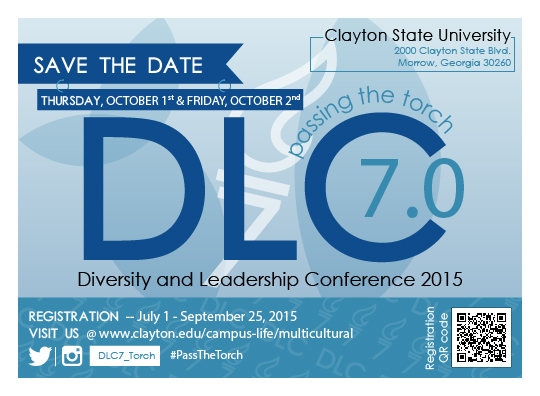 SAVE THE DATE
THURSDAY, OCTOBER 1st & FRIDAY, OCTOBER 2nd
Clayton State University
2000 Clayton State Blvd.
Morrow, Georgia 30260
passing the torch
DLC
7.0
Diversity and Leadership Conference 2015
REGISTRATION -- July 1 - September 25, 2015
VISIT US @ www.clayton.edu/campus-life/multicultural
DLC7_Torch #PassTheTorch
Registration
QR code